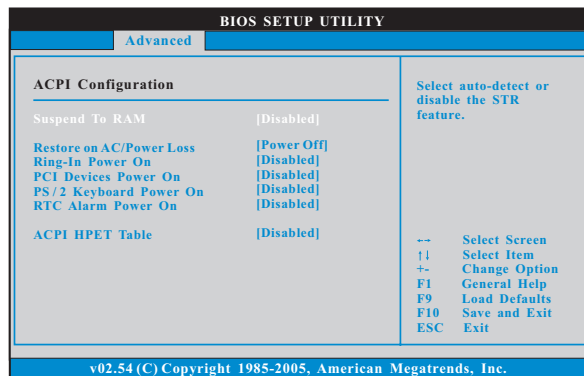 BIOS SETUP UTILITY
Advanced
ACPI Configuration
Suspend To RAM [Disabled]
Restore on AC/Power Loss [Power Off]
Ring-In Power On [Disabled]
PCI Devices Power On [Disabled]
PS/2 Keyboard Power On [Disabled]
RTC Alarm Power On [Disabled]
ACPI HPET Table [Disabled]
Select auto-detect or
disable the STR
feature.
←→ Select Screen
↑↓ Select Item
+- Change Option
F1 General Help
F9 Load Defaults
F10 Save and Exit
ESC Exit
v02.54 (C) Copyright 1985-2005, American Megatrends, Inc.